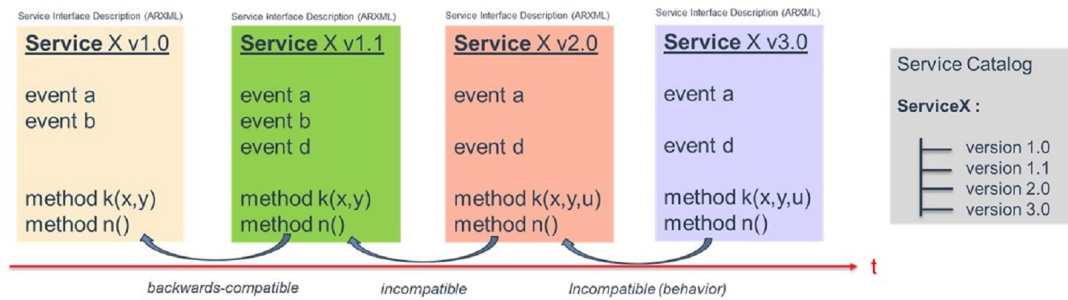 Service Interface Description (ARXML)
Service X v1.0
event a
event b
method k(x,y)
method n()
Service Interface Description (ARXML)
Service X v1.1
event a
event b
event d
method k(x,y)
method n()
Service Interface Description (ARXML)
Service X v2.0
event a
event d
method k(x,y,u)
method n()
Service Interface Description (ARXML)
Service X v3.0
event a
event d
method k(x,y,u)
method n()
Service Catalog
ServiceX :
version 1.0
version 1.1
version 2.0
version 3.0
t
backwards-compatible
incompatible
Incompatible (behavior)